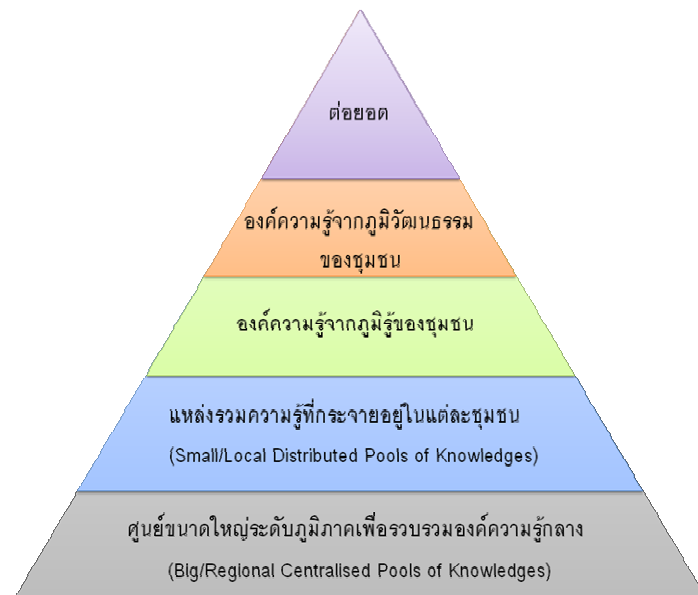 ต่อยอด
องค์ความรู้จากภูมิวัฒนธรรม
ของชุมชน
องค์ความรู้จากภูมิรู้ของชุมชน
แหล่งรวมความรู้ที่กระจายอยู่ในแต่ละชุมชน
(Small/Local Distributed Pools of Knowledges)
ศูนย์ขนาดใหญ่ระดับภูมิภาคเพื่อรวบรวมองค์ความรู้กลาง
(Big/Regional Centralised Pools of Knowledges)